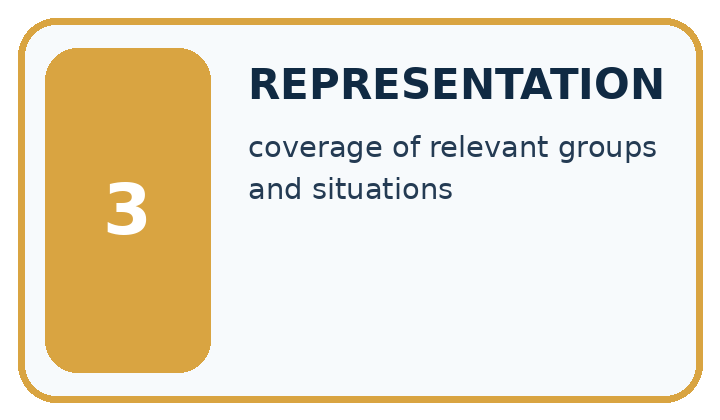 3
REPRESENTATION
coverage of relevant groups
and situations